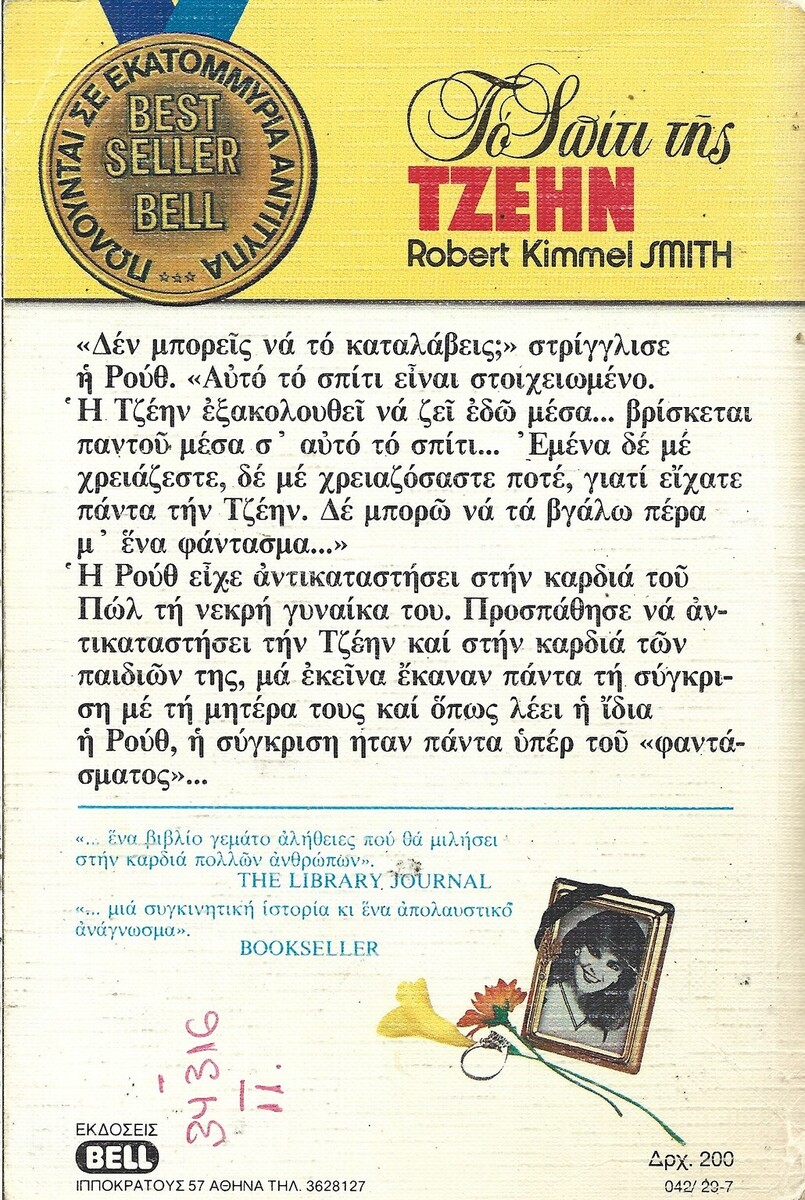 ΠΩΛΟΥΝΤΑΙ ΣΕ ΕΚΑΤΟΜΜΥΡΙΑ ΑΝΤΙΤΥΠΑ
BEST
SELLER
BELL
Τό Σπίτι τῆς
ΤΖΕΗΝ
Robert Kimmel SMITH
«Δέν μπορεῖς νά τό καταλάβεις;» στρίγγλισε
ἡ Ρούθ. «Αὐτό τό σπίτι εἶναι στοιχειωμένο.
Ἡ Τζέην ἐξακολουθεῖ νά ζεῖ ἐδῶ μέσα... βρίσκεται
παντοῦ μέσα σ᾿ αὐτό τό σπίτι... Ἐμένα δέ μέ
χρειάζεστε, δέ μέ χρειαζόσαστε ποτέ, γιατί εἴχατε
πάντα τήν Τζέην. Δέ μπορῶ νά τά βγάλω πέρα
μ᾿ ἕνα φάντασμα...»
Ἡ Ρούθ εἶχε ἀντικαταστήσει στήν καρδιά τοῦ
Πώλ τή νεκρή γυναίκα του. Προσπάθησε νά ἀν-
τικαταστήσει τήν Τζέην καί στήν καρδιά τῶν
παιδιῶν της, μά ἐκεῖνα ἔκαναν πάντα τή σύγκρι-
ση μέ τή μητέρα τους καί ὅπως λέει ἡ ἴδια
ἡ Ρούθ, ἡ σύγκριση ἦταν πάντα ὑπέρ τοῦ «φαντά-
σματος»...
«... ἕνα βιβλίο γεμάτο ἀλήθειες πού θά μιλήσει
στήν καρδιά πολλῶν ἀνθρώπων».
THE LIBRARY JOURNAL
«... μιά συγκινητική ἱστορία κι ἕνα ἀπολαυστικό
ἀνάγνωσμα».
BOOKSELLER
34316
11.
ΕΚΔΟΣΕΙΣ
BELL
ΙΠΠΟΚΡΑΤΟΥΣ 57 ΑΘΗΝΑ ΤΗΛ. 3628127
Δρχ. 200
042/ 29-7